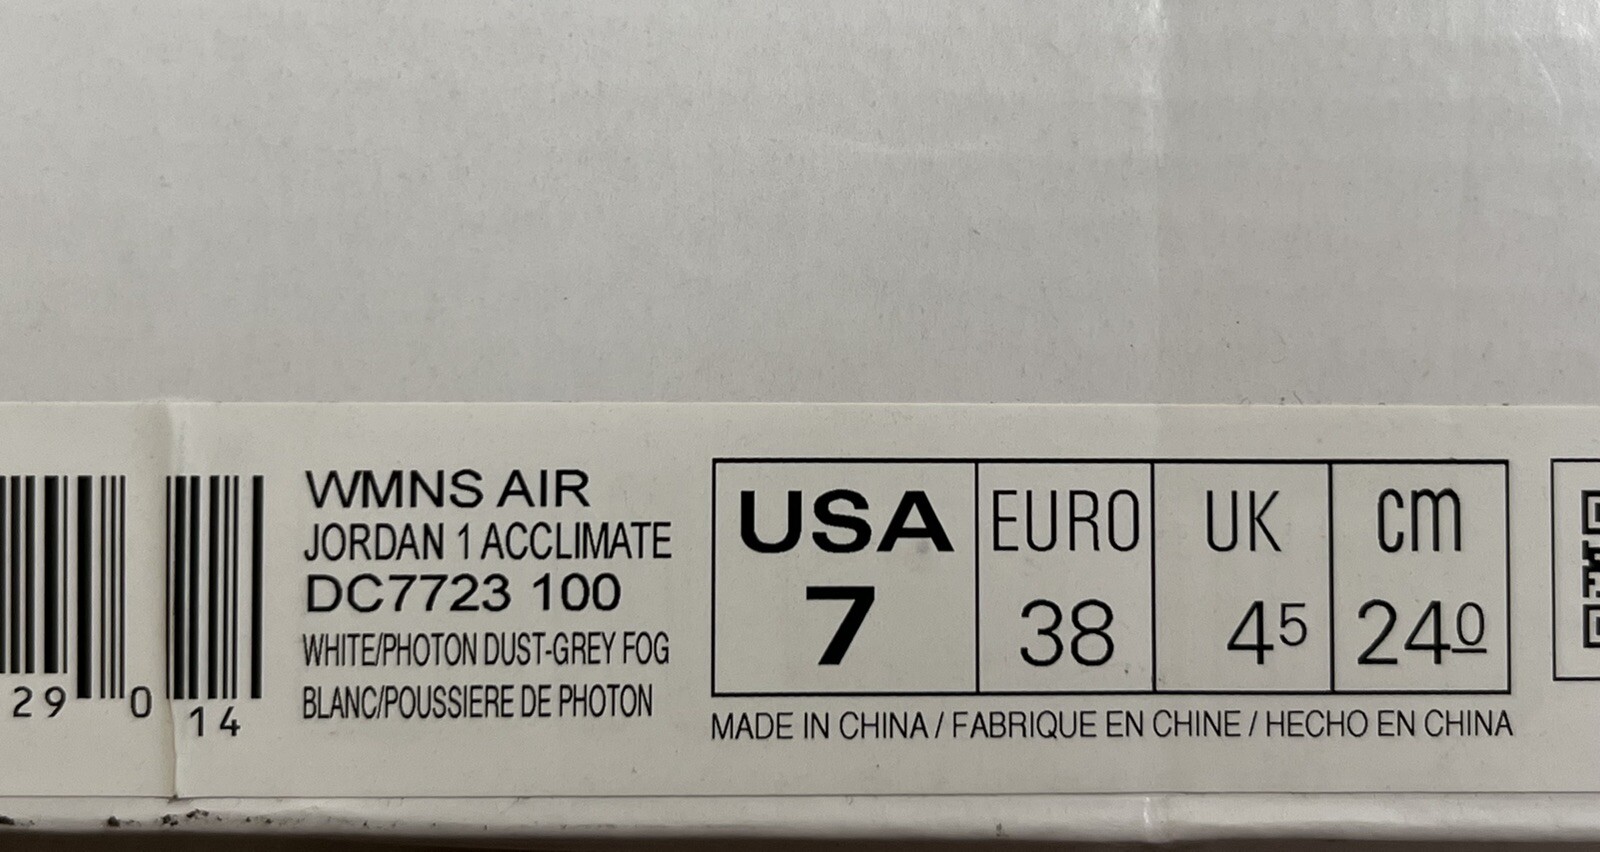 WMNS AIR
JORDAN 1 ACCLIMATE
DC7723 100
WHITE/PHOTON DUST-GREY FOG
BLANC/POUSSIERE DE PHOTON
29 0 14
USA EURO UK cm
7 38 45 240
MADE IN CHINA / FABRIQUE EN CHINE / HECHO EN CHINA